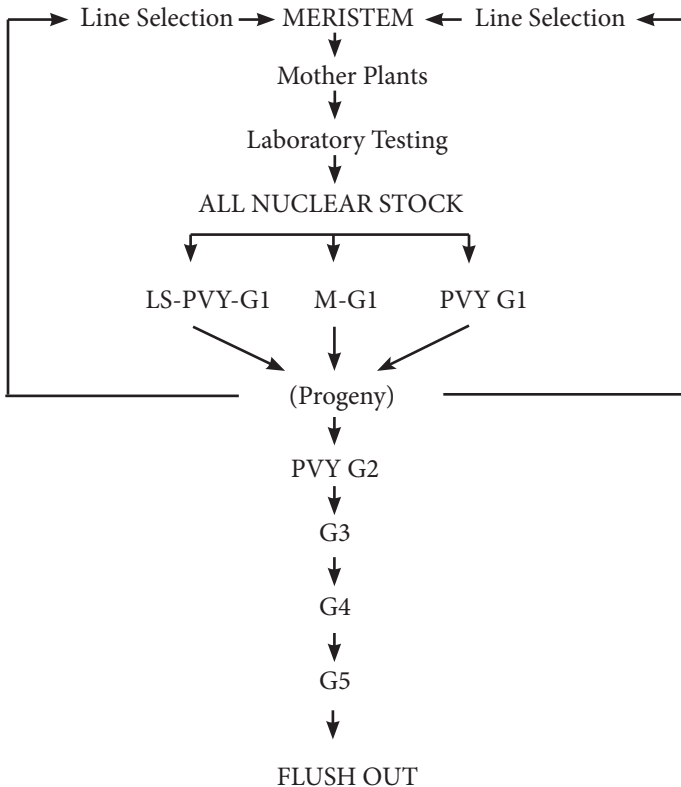 Line Selection MERISTEM Line Selection
Mother Plants
Laboratory Testing
ALL NUCLEAR STOCK
LS-PVY-G1 M-G1 PVY G1
(Progeny)
PVY G2
G3
G4
G5
FLUSH OUT